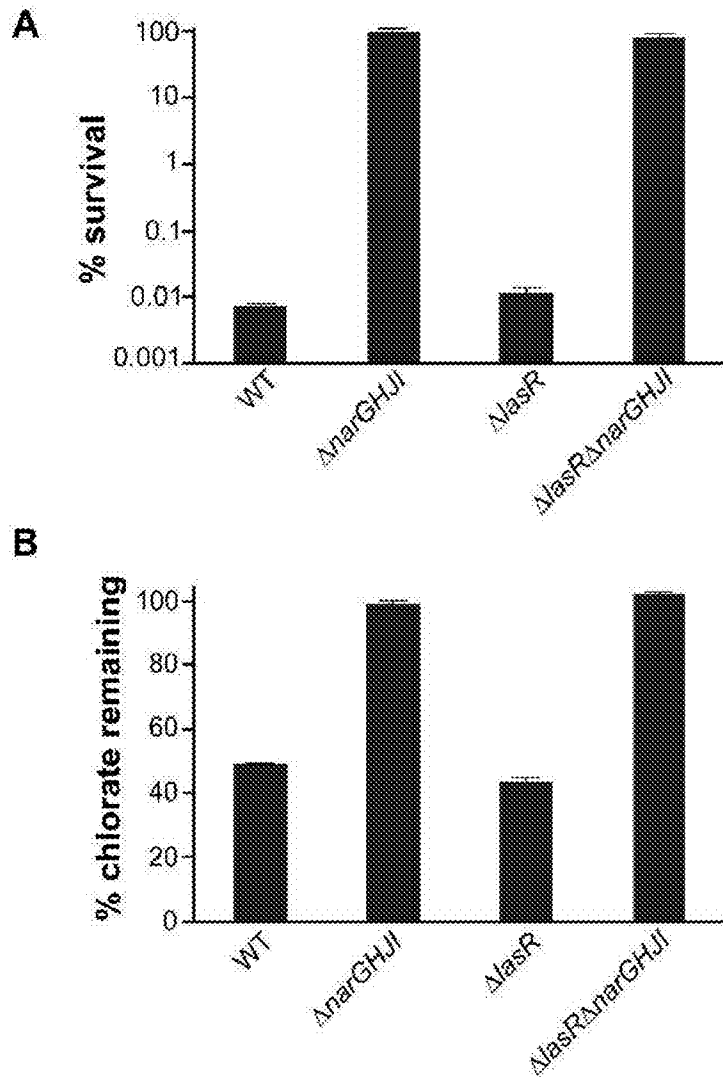 A
% survival
100
10
1
0.1
0.01
0.001
WT
ΔnarGHJI
ΔlasR
ΔlasRΔnarGHJI
B
% chlorate remaining
100
80
60
40
20
0
WT
ΔnarGHJI
ΔlasR
ΔlasRΔnarGHJI